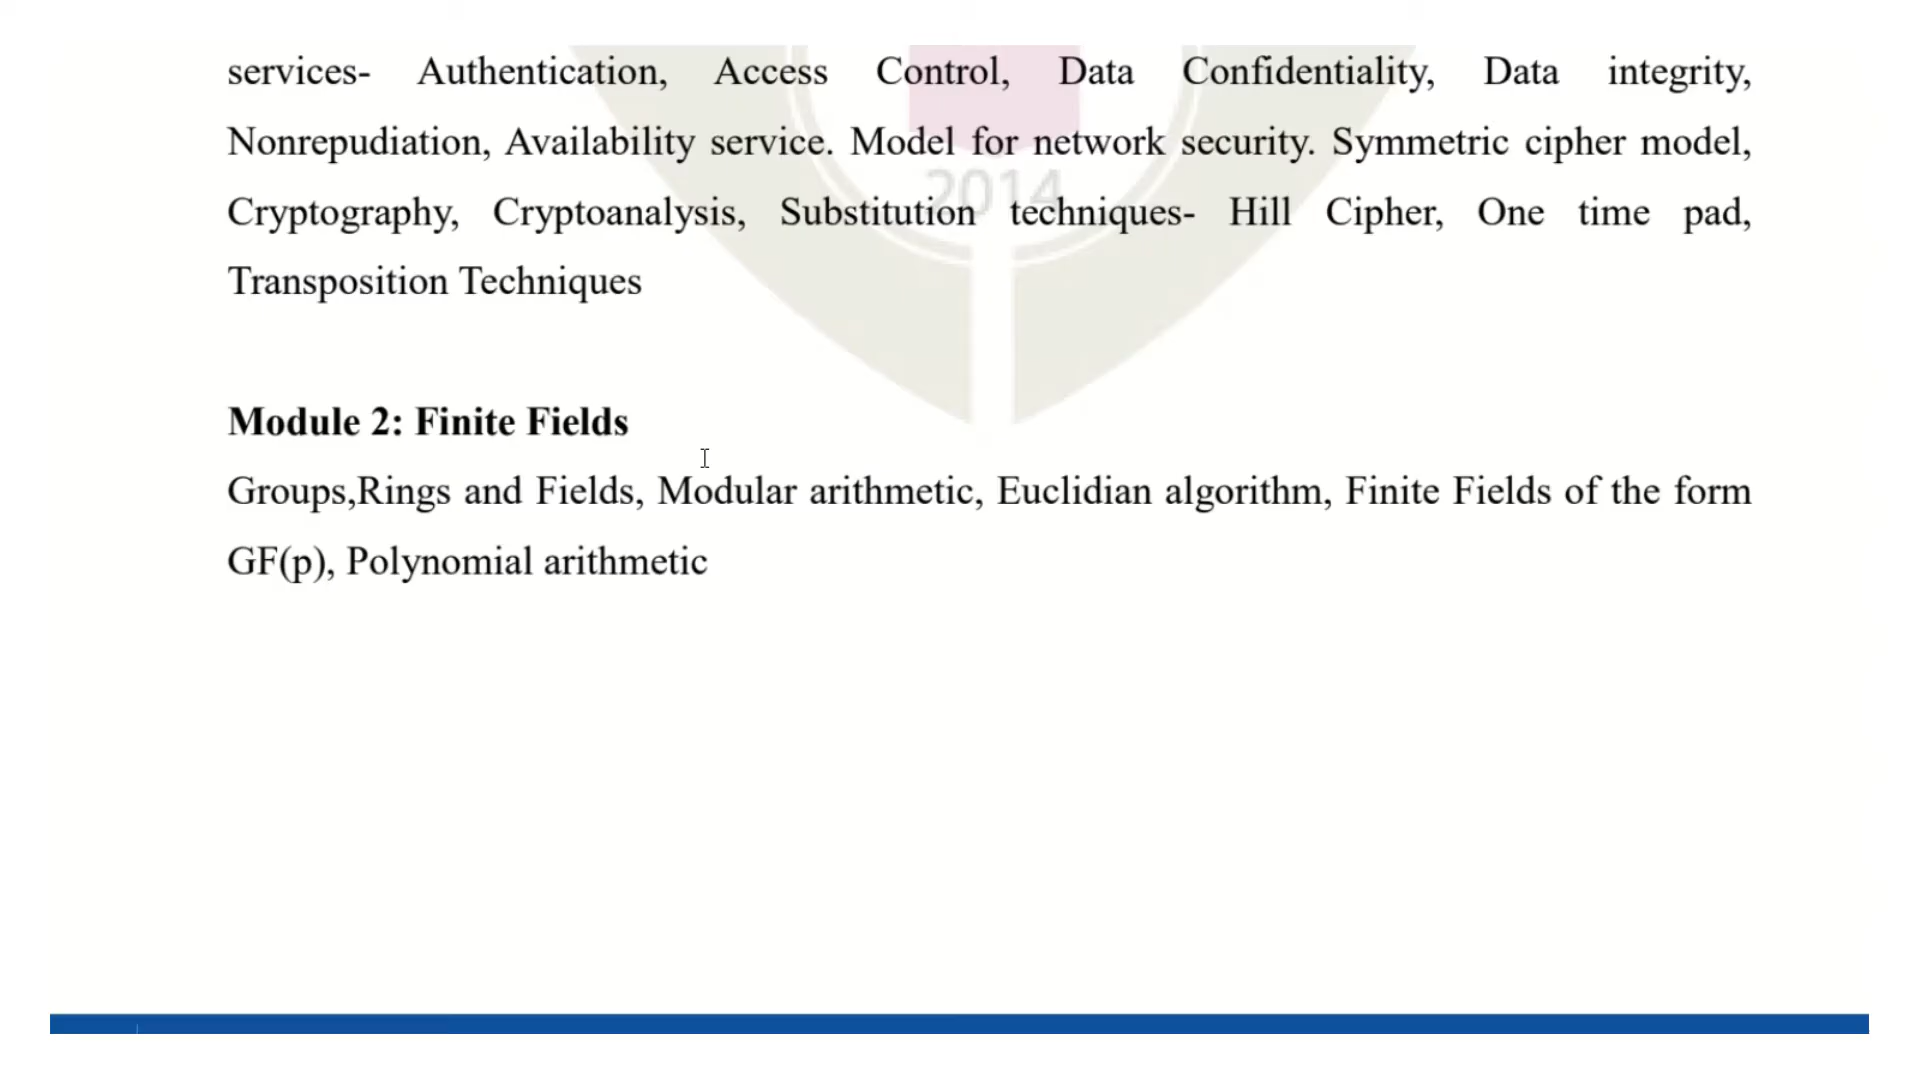 services- Authentication, Access Control, Data Confidentiality, Data integrity,
Nonrepudiation, Availability service. Model for network security. Symmetric cipher model,
2014
Cryptography, Cryptoanalysis, Substitution techniques- Hill Cipher, One time pad,
Transposition Techniques
Module 2: Finite Fields
Groups,Rings and Fields, Modular arithmetic, Euclidian algorithm, Finite Fields of the form
GF(p), Polynomial arithmetic